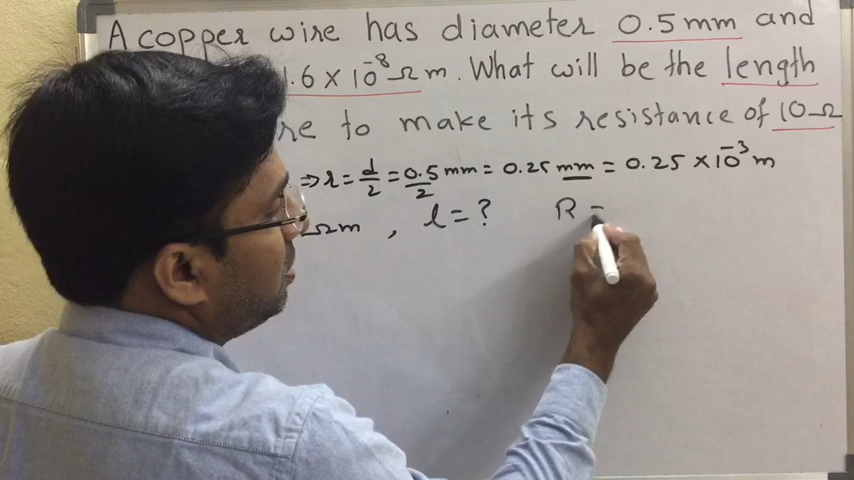 A copper wire has diameter 0.5 mm and
1.6 × 10⁻⁸ Ω m. What will be the length
re to make its resistance of 10 Ω
⇒ r = d/2 = 0.5/2 mm = 0.25 mm = 0.25 × 10⁻³ m
Ωm , l = ? R =